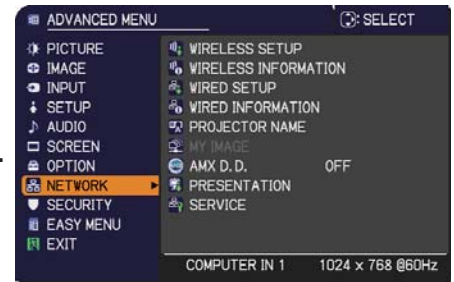 ADVANCED MENU : SELECT
PICTURE
IMAGE
INPUT
SETUP
AUDIO
SCREEN
OPTION
NETWORK
SECURITY
EASY MENU
EXIT
WIRELESS SETUP
WIRELESS INFORMATION
WIRED SETUP
WIRED INFORMATION
PROJECTOR NAME
MY IMAGE
AMX D.D. OFF
PRESENTATION
SERVICE
COMPUTER IN 1 1024 x 768 @60Hz